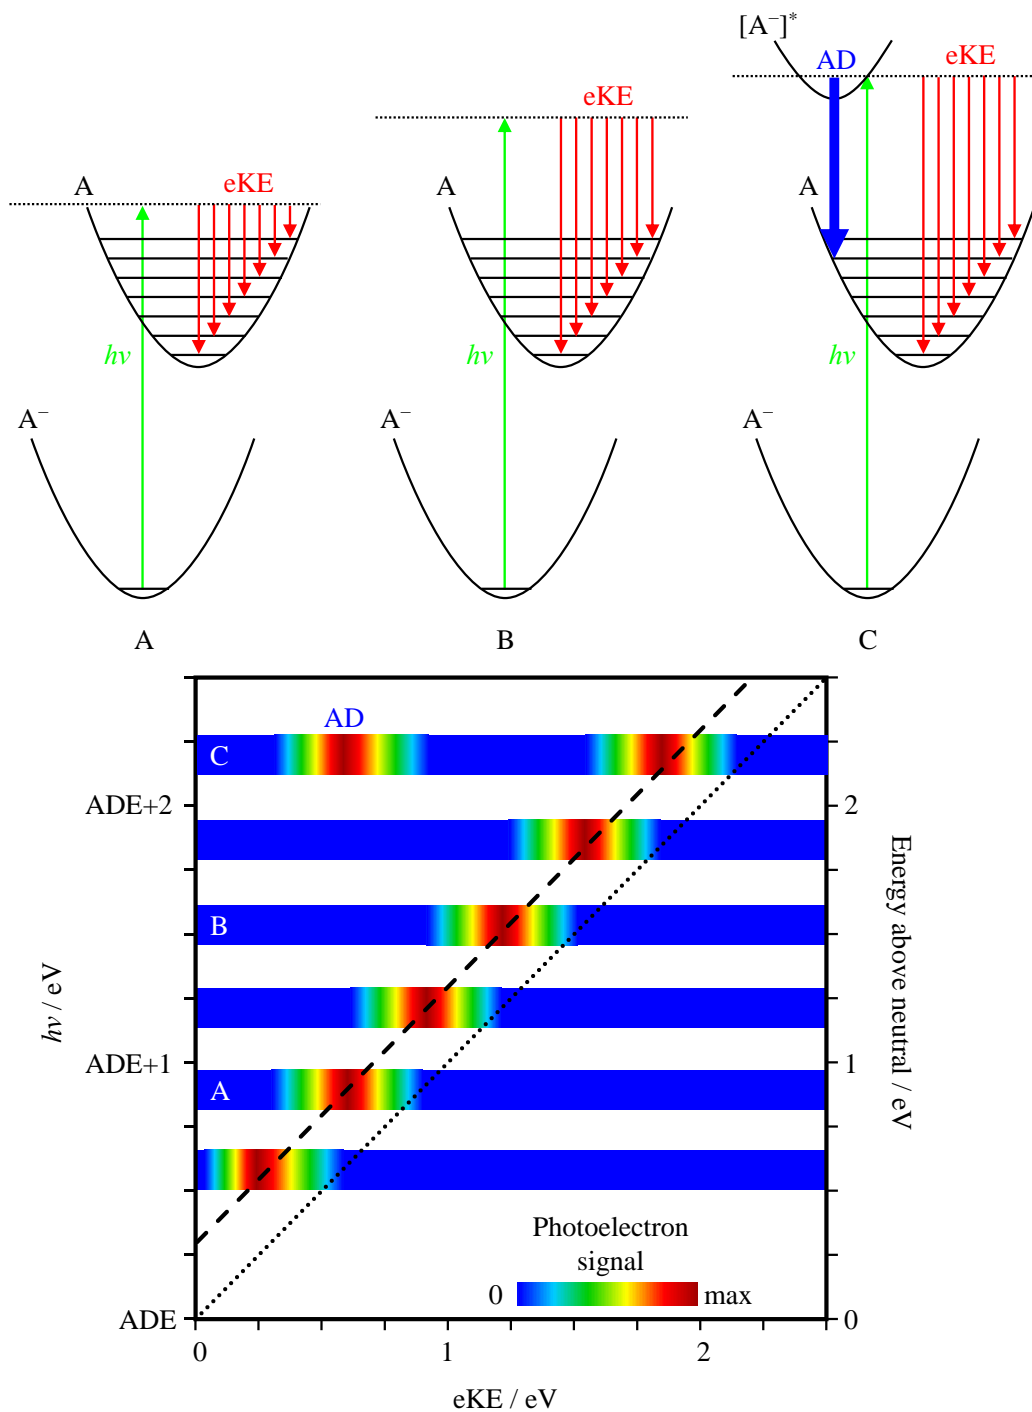 [A⁻]*
AD
eKE
eKE
eKE
A
A
A
hν
hν
hν
A⁻
A⁻
A⁻
A
B
C
AD
C
ADE+2
2
B
hν / eV
Energy above neutral / eV
ADE+1
1
A
Photoelectron
signal
0
max
ADE
0
0
1
2
eKE / eV